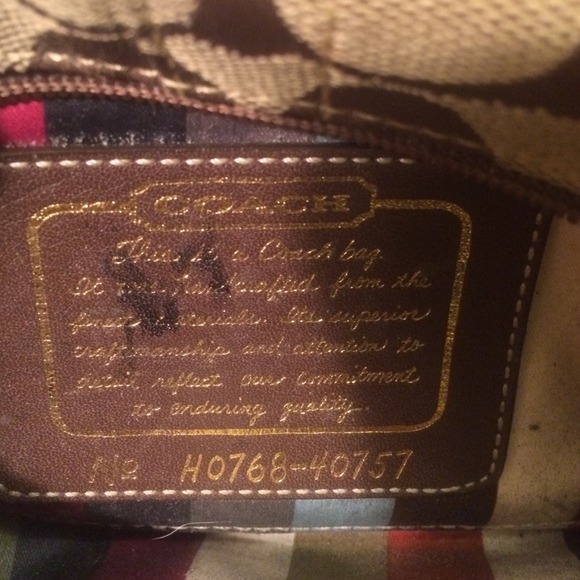 COACH
This is a Coach bag.
It was handcrafted from the
finest materials. Its superior
craftsmanship and attention to
detail reflect our commitment
to enduring quality.
No H0768-40757